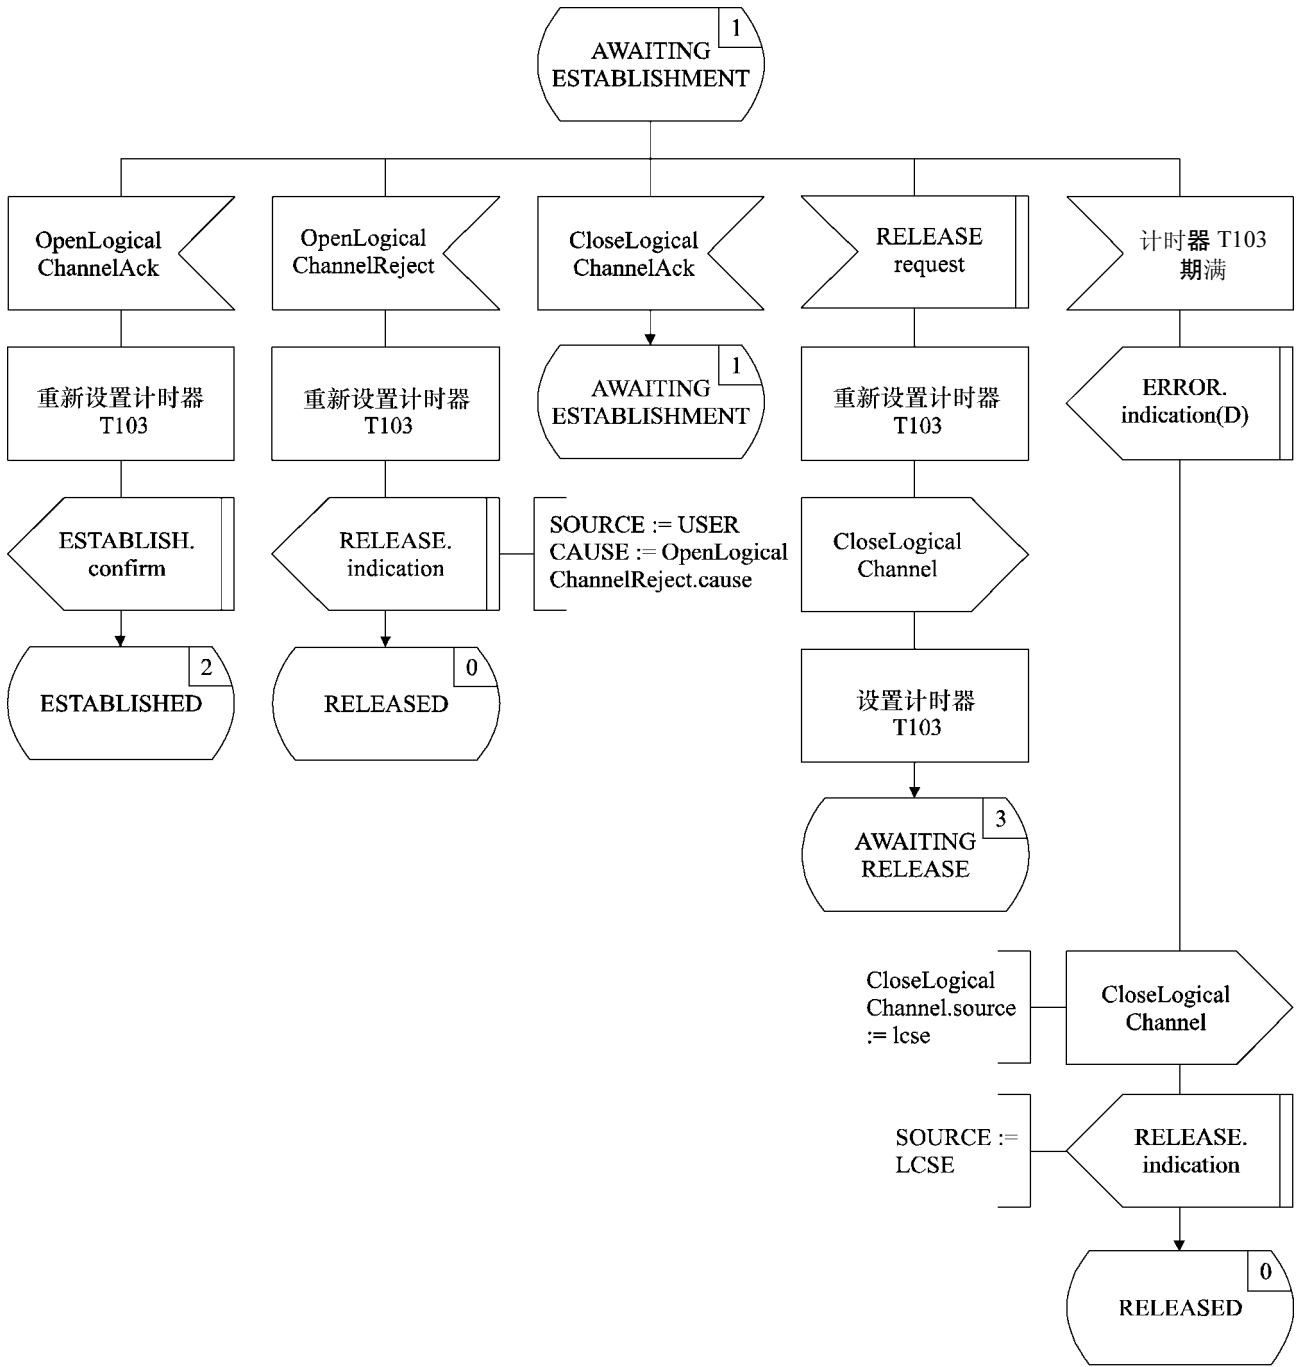 1
AWAITING
ESTABLISHMENT
OpenLogical
ChannelAck
OpenLogical
ChannelReject
CloseLogical
ChannelAck
RELEASE
request
计时器 T103
期满
重新设置计时器
T103
重新设置计时器
T103
1
AWAITING
ESTABLISHMENT
重新设置计时器
T103
ERROR.
indication(D)
ESTABLISH.
confirm
RELEASE.
indication
SOURCE := USER
CAUSE := OpenLogical
ChannelReject.cause
CloseLogical
Channel
2
ESTABLISHED
0
RELEASED
设置计时器
T103
3
AWAITING
RELEASE
CloseLogical
Channel.source
:= lcse
CloseLogical
Channel
SOURCE :=
LCSE
RELEASE.
indication
0
RELEASED